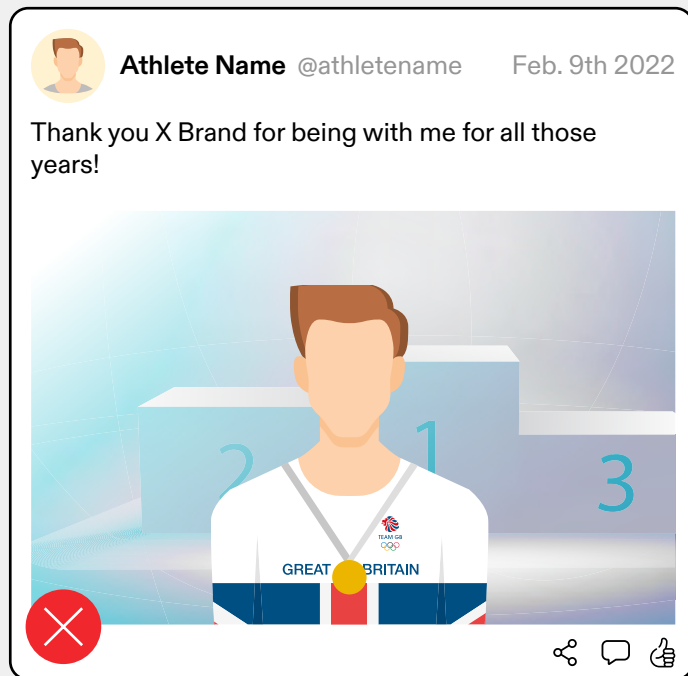 Athlete Name @athletename Feb. 9th 2022
Thank you X Brand for being with me for all those
years!
2 1 3
TEAM GB
GREAT BRITAIN